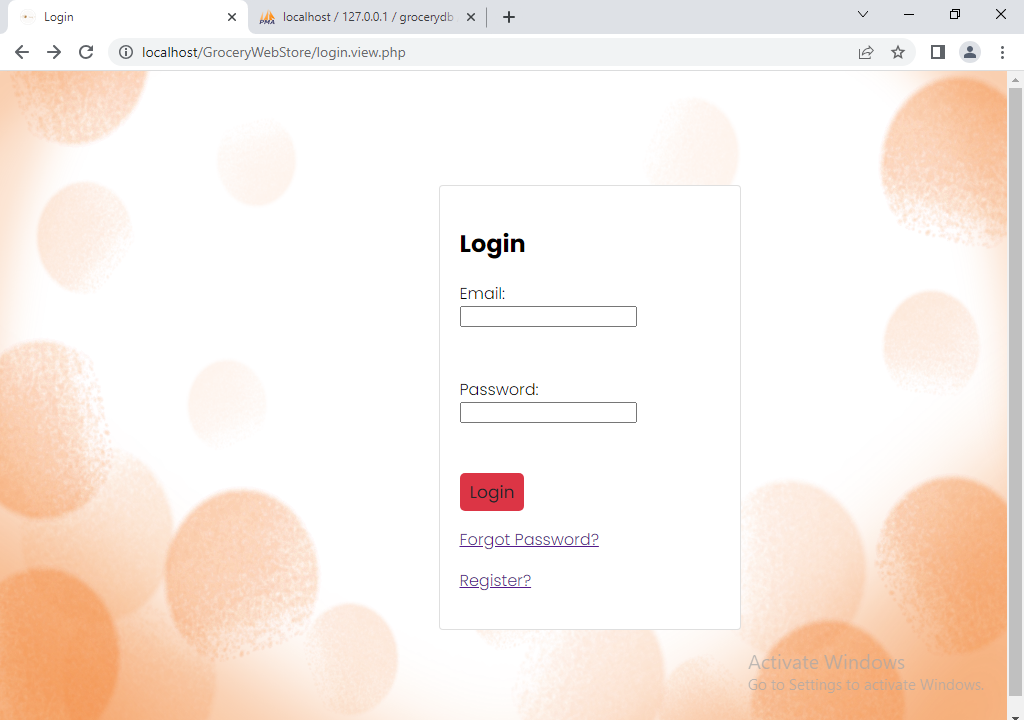 Login
PMA
localhost / 127.0.0.1 / grocerydb
localhost/GroceryWebStore/login.view.php
Login
Email:
Password:
Login
Forgot Password?
Register?
Activate Windows
Go to Settings to activate Windows.